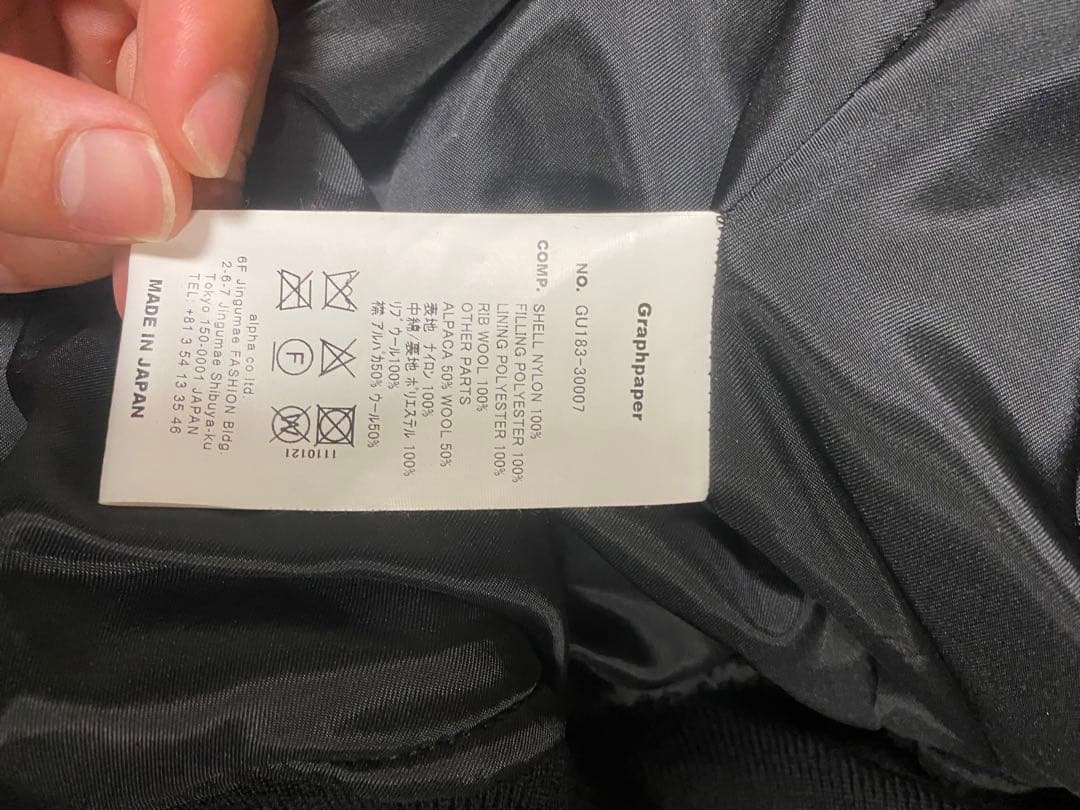 Graphpaper
NO. GU183-30007
COMP. SHELL NYLON 100%
FILLING POLYESTER 100%
LINING POLYESTER 100%
RIB WOOL 100%
OTHER PARTS
ALPACA 50% WOOL 50%
表地 ナイロン 100%
中綿 裏地 ポリエステル 100%
リブ ウール100%
襟 アルパカ50% ウール50%
F
W
1110121
alpha co ltd.
6F Jingumae FASHION Bldg.
2-6-7 Jingumae Shibuya-ku
Tokyo 150-0001 JAPAN
TEL: +81 3 54 13 35 46
MADE IN JAPAN